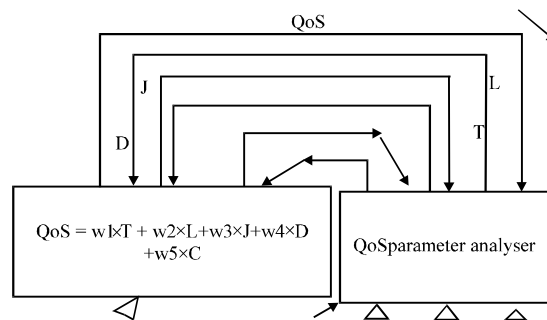 QoS
J
L
D
T
QoS = w1×T + w2×L+w3×J+w4×D
+w5×C
QoSparameter analyser